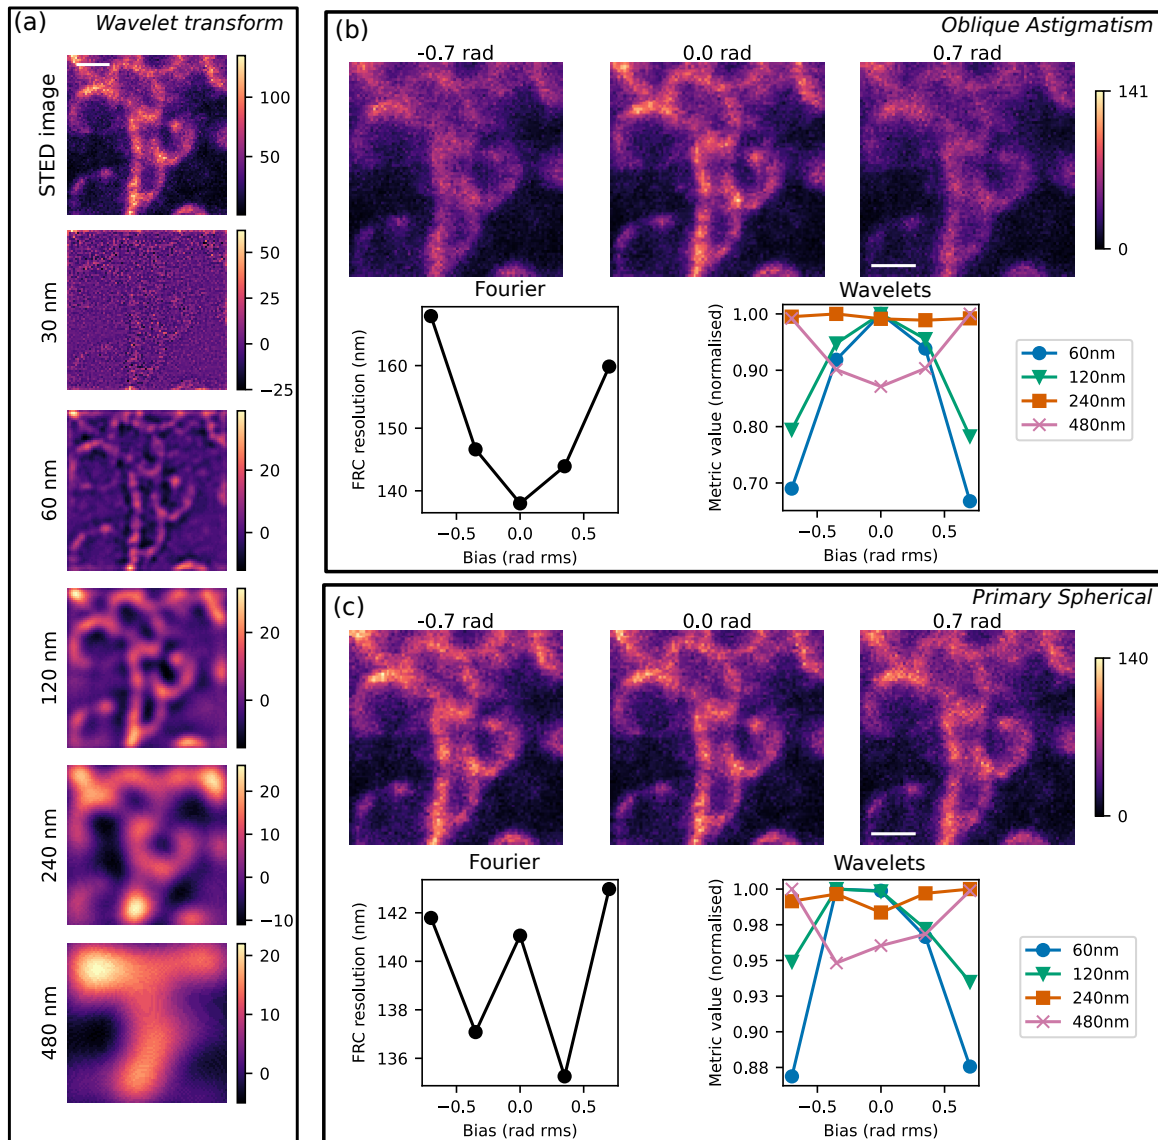 (a)
Wavelet transform
STED image
100
50
30 nm
50
25
0
−25
60 nm
20
0
120 nm
20
0
240 nm
20
10
0
−10
480 nm
20
10
0
(b)
Oblique Astigmatism
-0.7 rad
0.0 rad
0.7 rad
141
0
Fourier
FRC resolution (nm)
160
150
140
−0.5
0.0
0.5
Bias (rad rms)
Wavelets
Metric value (normalised)
1.00
0.90
0.80
0.70
−0.5
0.0
0.5
Bias (rad rms)
60nm
120nm
240nm
480nm
(c)
Primary Spherical
-0.7 rad
0.0 rad
0.7 rad
140
0
Fourier
FRC resolution (nm)
142
140
138
136
−0.5
0.0
0.5
Bias (rad rms)
Wavelets
Metric value (normalised)
1.00
0.98
0.95
0.93
0.90
0.88
−0.5
0.0
0.5
Bias (rad rms)
60nm
120nm
240nm
480nm